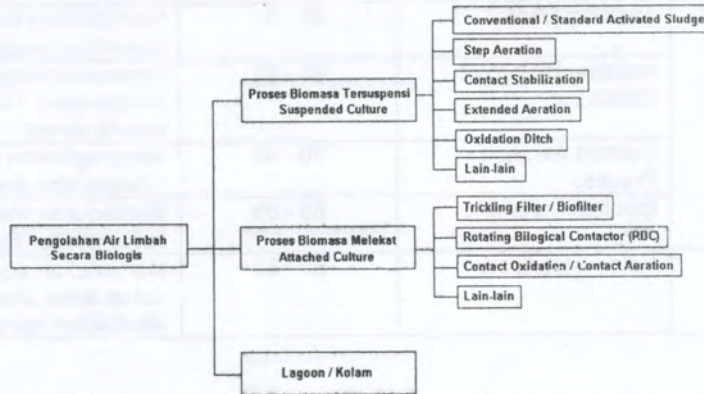 Conventional / Standard Activated Sludge
Step Aeration
Proses Biomasa Tersuspensi
Suspended Culture
Contact Stabilization
Extended Aeration
Oxidation Ditch
Lain-lain
Trickling Filter / Biofilter
Pengolahan Air Limbah
Secara Biologis
Proses Biomasa Melekat
Attached Culture
Rotating Bilogical Contactor (RBC)
Contact Oxidation / Contact Aeration
Lain-lain
Lagoon / Kolam